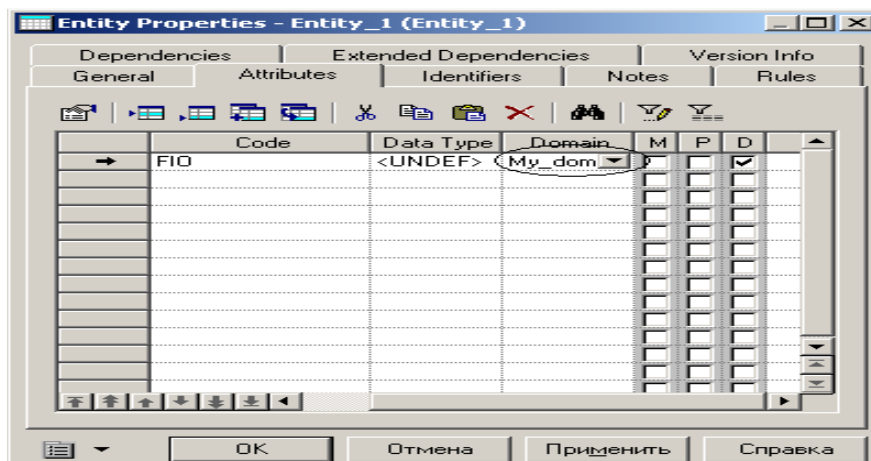 Entity Properties - Entity_1 (Entity_1)
Dependencies Extended Dependencies Version Info
General Attributes Identifiers Notes Rules
Code Data Type Domain M P D
FIO <UNDEF> My_dom
OK Отмена Применить Справка